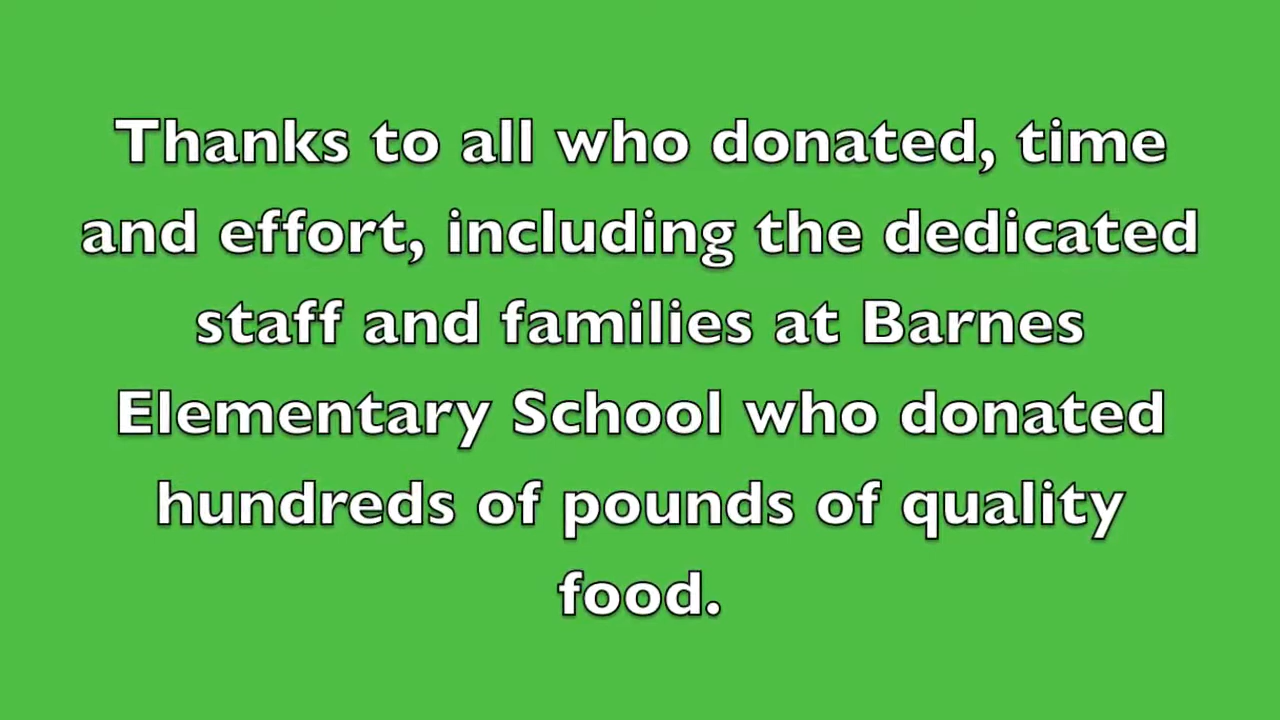 Thanks to all who donated, time
and effort, including the dedicated
staff and families at Barnes
Elementary School who donated
hundreds of pounds of quality
food.